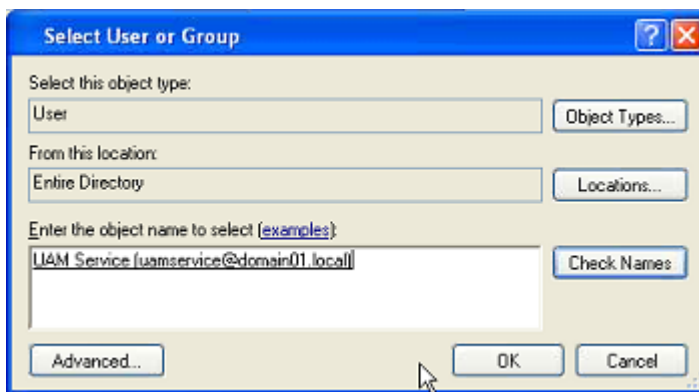 Select User or Group
Select this object type:
User
Object Types...
From this location:
Entire Directory
Locations...
Enter the object name to select (examples):
UAM Service (uamservice@domain01.local)
Check Names
Advanced...
OK
Cancel